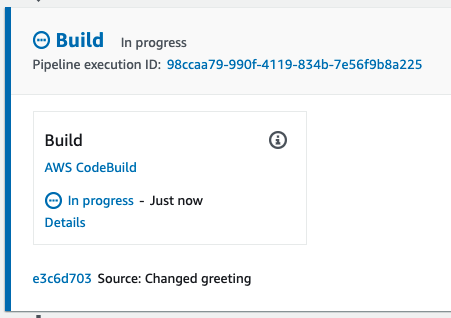 Build In progress
Pipeline execution ID: 98ccaa79-990f-4119-834b-7e56f9b8a225
Build
AWS CodeBuild
In progress - Just now
Details
e3c6d703 Source: Changed greeting